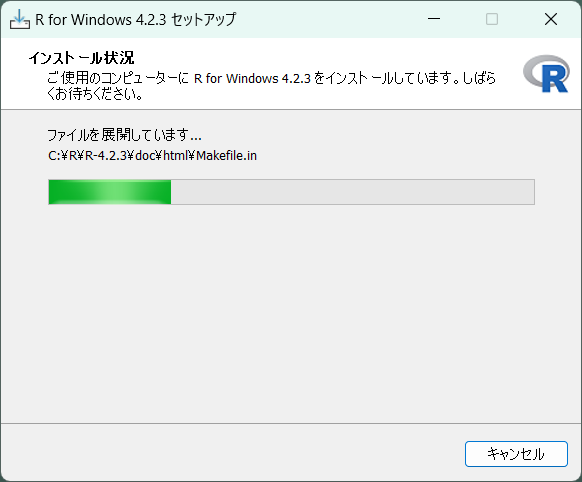 R for Windows 4.2.3 セットアップ
インストール状況
ご使用のコンピューターに R for Windows 4.2.3 をインストールしています。しばら
くお待ちください。
R
ファイルを展開しています...
C:¥R¥R-4.2.3¥doc¥html¥Makefile.in
キャンセル